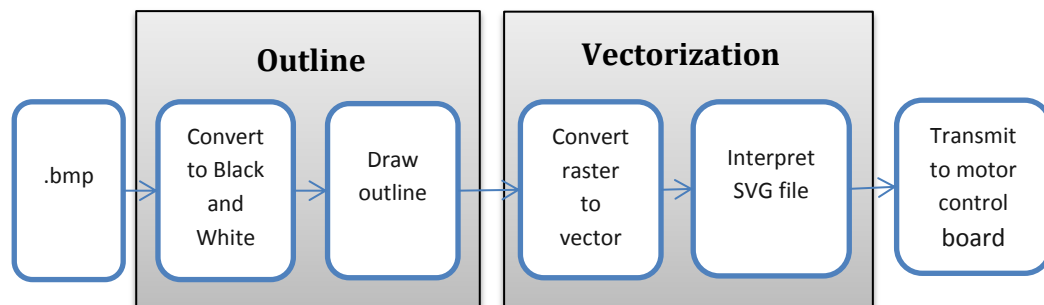 Outline
Vectorization
.bmp
Convert
to Black
and
White
Draw
outline
Convert
raster
to
vector
Interpret
SVG file
Transmit
to motor
control
board